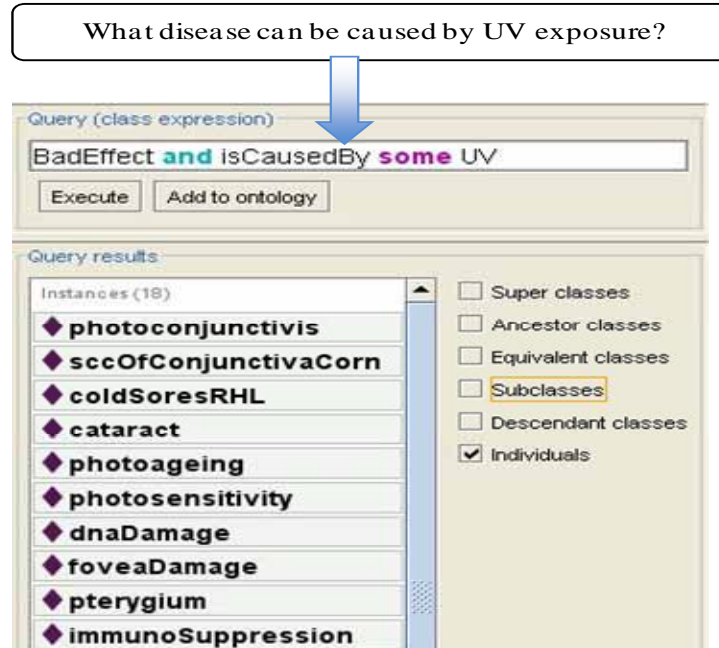 What disease can be caused by UV exposure?
Query (class expression)
BadEffect and isCausedBy some UV
Execute
Add to ontology
Query results
Instances (18)
photoconjunctivis
sccOfConjunctivaCorn
coldSoresRHL
cataract
photoageing
photosensitivity
dnaDamage
foveaDamage
pterygium
immunoSuppression
Super classes
Ancestor classes
Equivalent classes
Subclasses
Descendant classes
Individuals